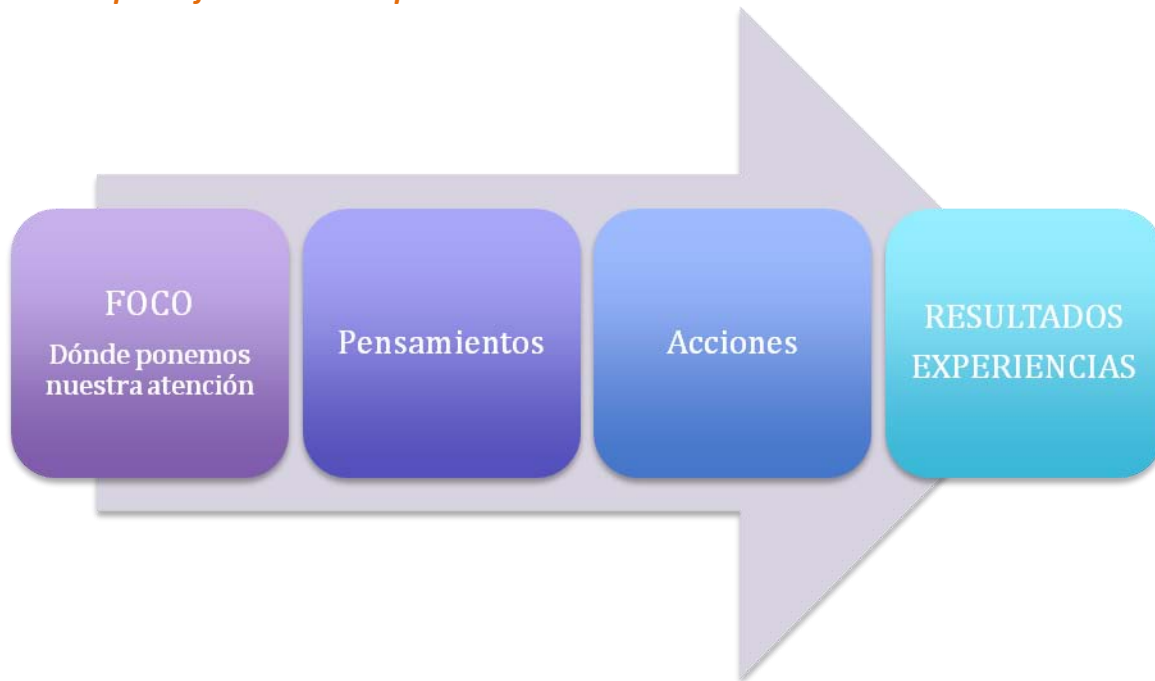 FOCO
Dónde ponemos
nuestra atención
Pensamientos
Acciones
RESULTADOS
EXPERIENCIAS